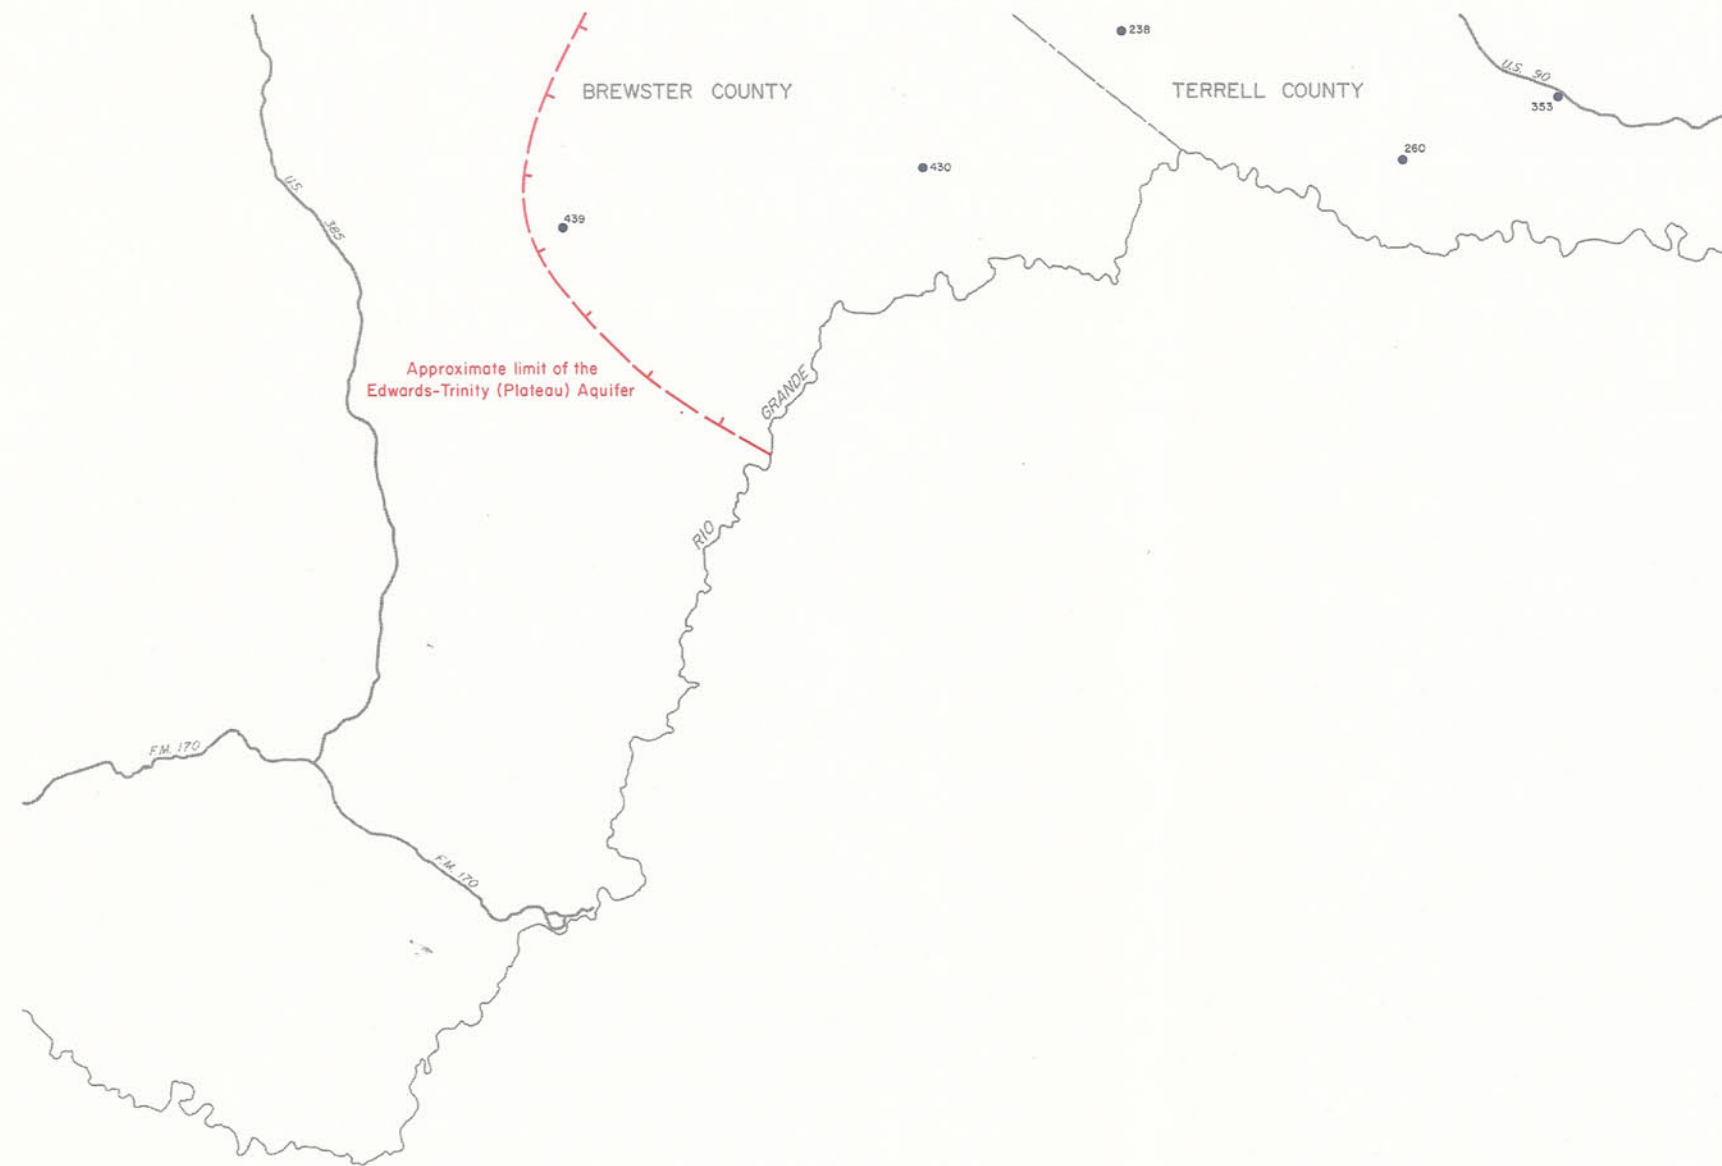 238
U.S. 90
BREWSTER COUNTY
TERRELL COUNTY
353
260
430
U.S. 385
439
Approximate limit of the
Edwards-Trinity (Plateau) Aquifer
RIO GRANDE
F.M. 170
F.M. 170